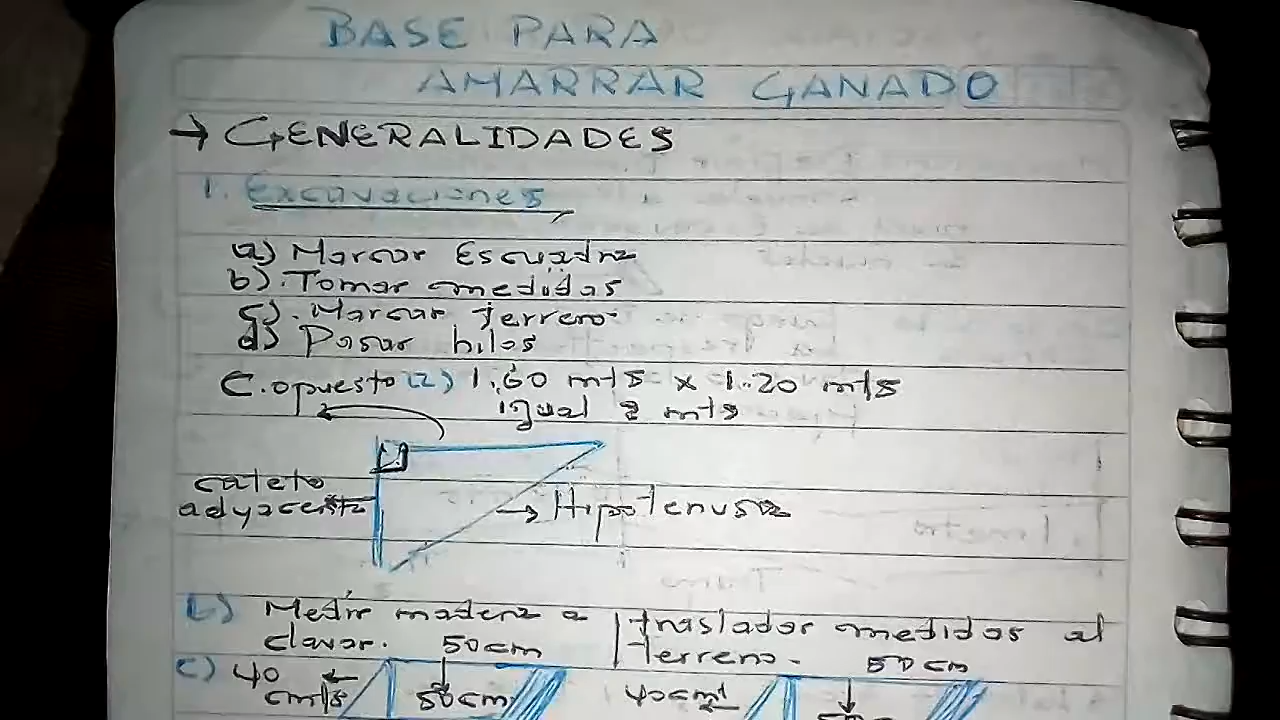 BASE PARA
AMARRAR GANADO
→ GENERALIDADES
1. Excavaciones
a) Marcar Escuadra
b). Tomar medidas
c). Marcar terreno.
d) Pasar hilos
C. opuesto (2) 1.60 mts x 1.20 mts
igual 2 mts
cateto
adyacente
→ Hipotenusa
b) Medir madera a
clavar. 50cm
traslador medidas al
terreno. 50cm
c) 40
cmts
50cm
40cmt